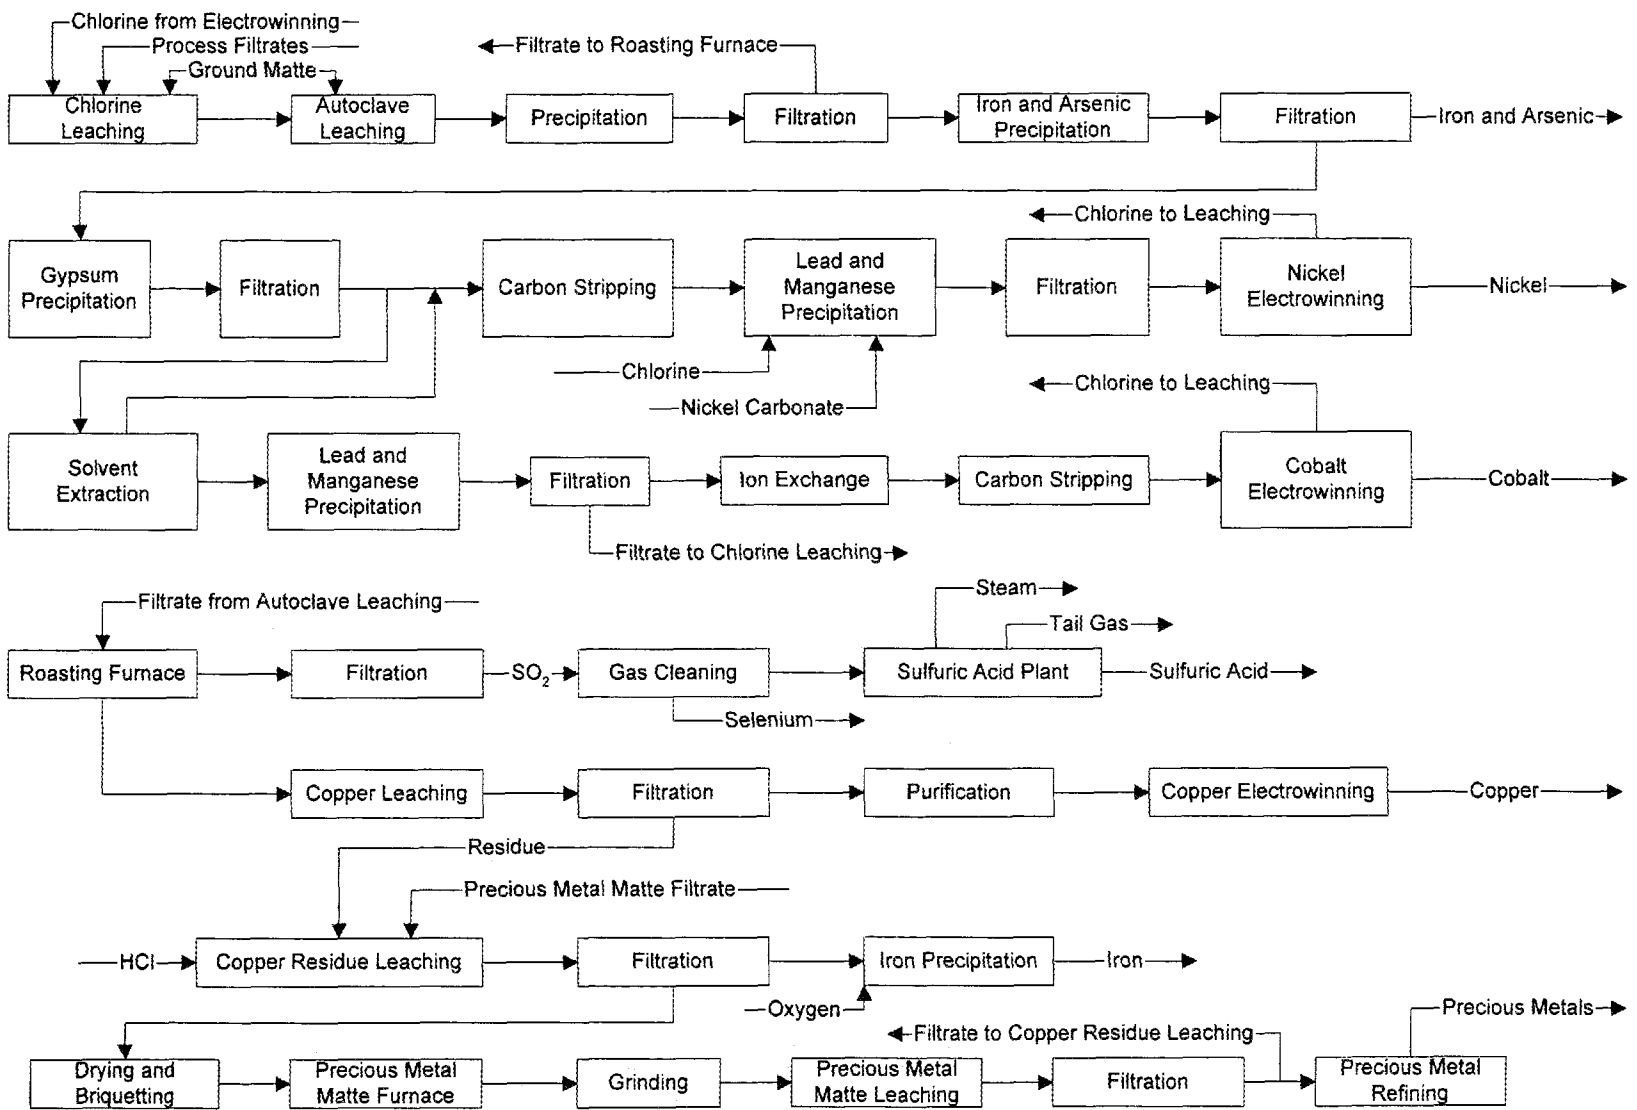 Chlorine from Electrowinning
Process Filtrates
Ground Matte
Filtrate to Roasting Furnace
Chlorine
Leaching
Autoclave
Leaching
Precipitation
Filtration
Iron and Arsenic
Precipitation
Filtration
Iron and Arsenic
Chlorine to Leaching
Gypsum
Precipitation
Filtration
Carbon Stripping
Lead and
Manganese
Precipitation
Filtration
Nickel
Electrowinning
Nickel
Chlorine
Nickel Carbonate
Chlorine to Leaching
Solvent
Extraction
Lead and
Manganese
Precipitation
Filtration
Ion Exchange
Carbon Stripping
Cobalt
Electrowinning
Cobalt
Filtrate to Chlorine Leaching
Filtrate from Autoclave Leaching
Steam
Tail Gas
Roasting Furnace
Filtration
SO₂
Gas Cleaning
Sulfuric Acid Plant
Sulfuric Acid
Selenium
Copper Leaching
Filtration
Purification
Copper Electrowinning
Copper
Residue
Precious Metal Matte Filtrate
HCl
Copper Residue Leaching
Filtration
Iron Precipitation
Iron
Oxygen
Filtrate to Copper Residue Leaching
Precious Metals
Drying and
Briquetting
Precious Metal
Matte Furnace
Grinding
Precious Metal
Matte Leaching
Filtration
Precious Metal
Refining